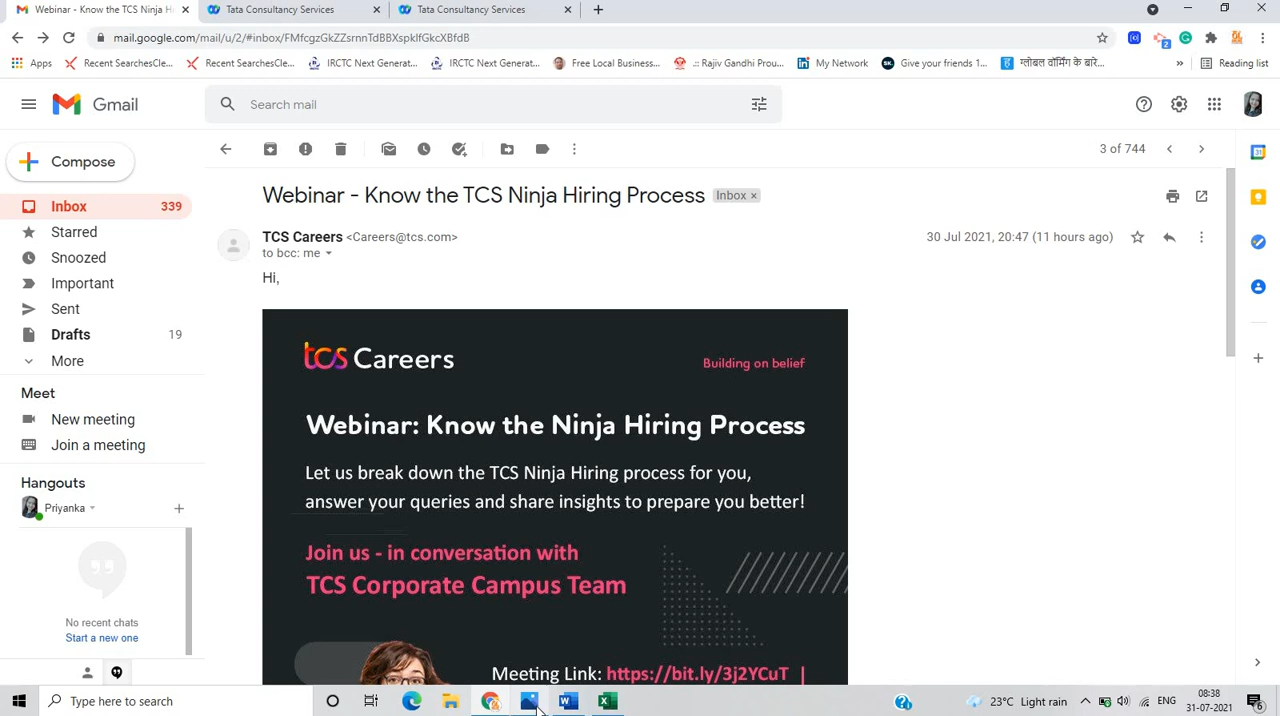 Webinar - Know the TCS Ninja H
Tata Consultancy Services
Tata Consultancy Services
mail.google.com/mail/u/2/#inbox/FMfcgzGkZZsrnnTdBBXspklfGkcXBfdB
Apps
Recent SearchesCle...
Recent SearchesCle...
IRCTC Next Generat...
IRCTC Next Generat...
Free Local Business...
.:: Rajiv Gandhi Prou...
My Network
Give your friends 1...
ग्लोबल वॉर्मिंग के बारे...
»
Reading list
Gmail
Search mail
Compose
3 of 744
Inbox 339
Starred
Snoozed
Important
Sent
Drafts 19
More
Meet
New meeting
Join a meeting
Hangouts
Priyanka
No recent chats
Start a new one
Webinar - Know the TCS Ninja Hiring Process Inbox ×
TCS Careers <Careers@tcs.com>
30 Jul 2021, 20:47 (11 hours ago)
to bcc: me
Hi,
tcs Careers
Building on belief
Webinar: Know the Ninja Hiring Process
Let us break down the TCS Ninja Hiring process for you,
answer your queries and share insights to prepare you better!
Join us - in conversation with
TCS Corporate Campus Team
Meeting Link: https://bit.ly/3j2YCuT |
Type here to search
23°C Light rain
ENG
08:38
31-07-2021
6